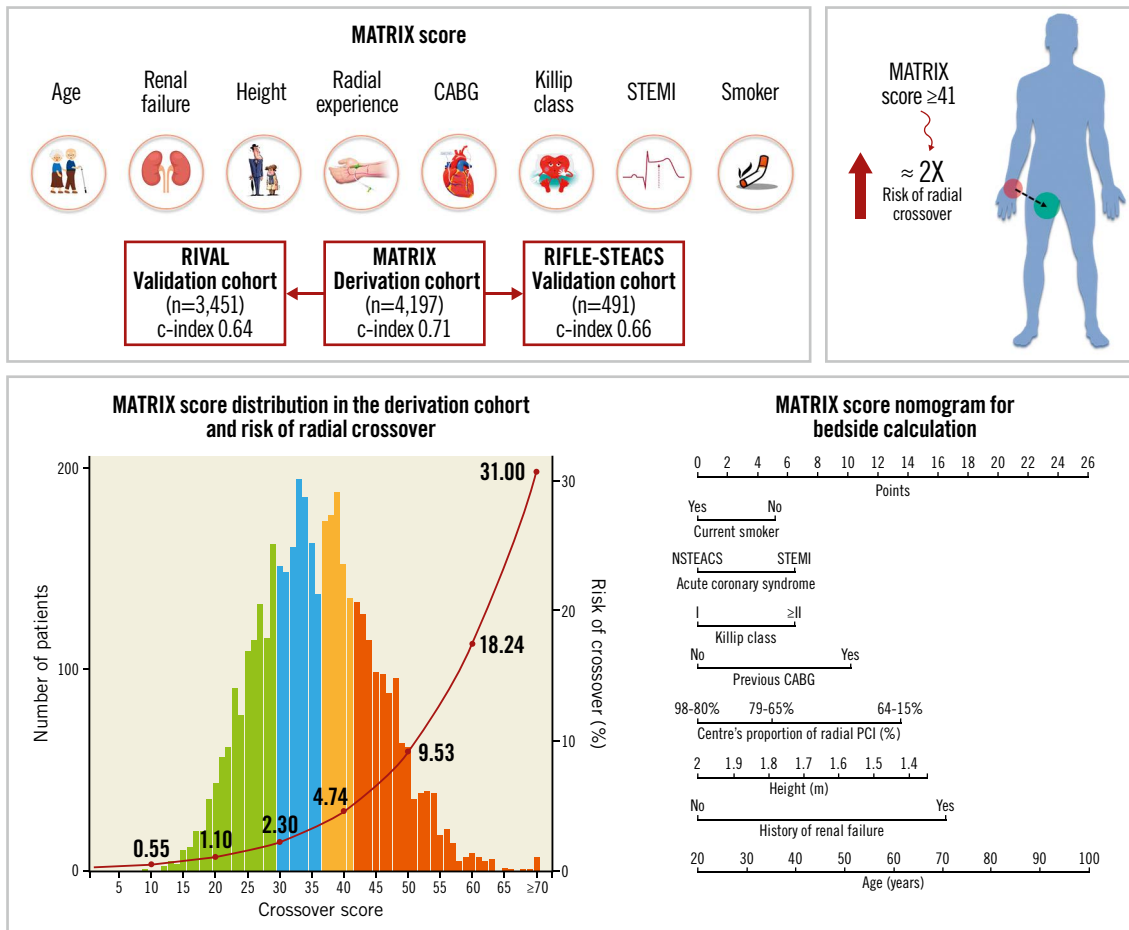 MATRIX score
Age
Renal
failure
Height
Radial
experience
CABG
Killip
class
STEMI
Smoker
RIVAL
Validation cohort
(n=3,451)
c-index 0.64
MATRIX
Derivation cohort
(n=4,197)
c-index 0.71
RIFLE-STEACS
Validation cohort
(n=491)
c-index 0.66
MATRIX
score ≥41
≈ 2X
Risk of radial
crossover
MATRIX score distribution in the derivation cohort
and risk of radial crossover
Number of patients
200
100
0
0.55
1.10
2.30
4.74
9.53
18.24
31.00
30
20
10
0
Risk of crossover (%)
5 10 15 20 25 30 35 40 45 50 55 60 65 ≥70
Crossover score
MATRIX score nomogram for
bedside calculation
0 2 4 6 8 10 12 14 16 18 20 22 24 26
Points
Yes No
Current smoker
NSTEACS STEMI
Acute coronary syndrome
I ≥II
Killip class
No Yes
Previous CABG
98-80% 79-65% 64-15%
Centre's proportion of radial PCI (%)
2 1.9 1.8 1.7 1.6 1.5 1.4
Height (m)
No Yes
History of renal failure
20 30 40 50 60 70 80 90 100
Age (years)